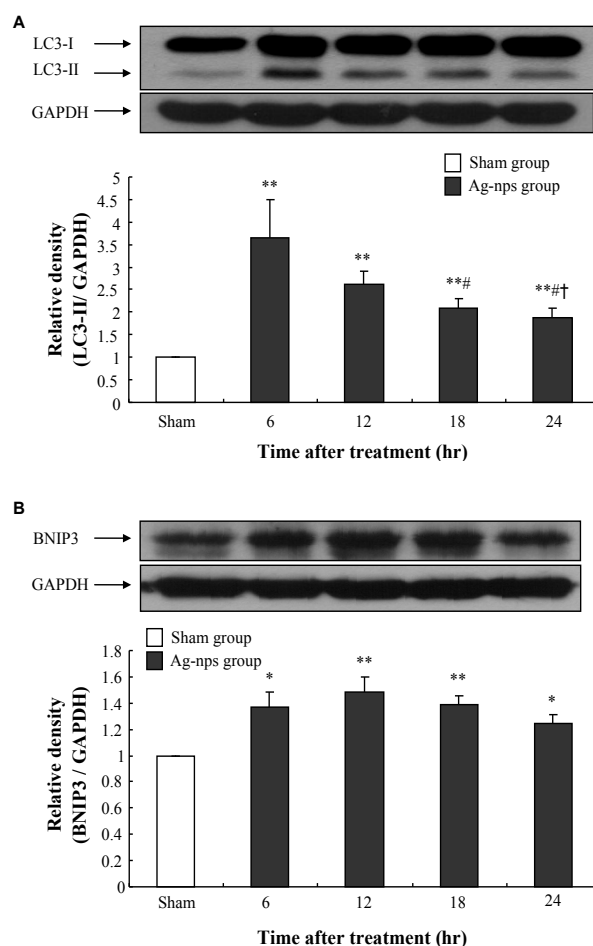 A
LC3-I
LC3-II
GAPDH
Sham group
Ag-nps group
Relative density
(LC3-II/ GAPDH)
5
4.5
4
3.5
3
2.5
2
1.5
1
0.5
0
**
**
**#
**#†
Sham
6
12
18
24
Time after treatment (hr)
B
BNIP3
GAPDH
Sham group
Ag-nps group
Relative density
(BNIP3 / GAPDH)
1.8
1.6
1.4
1.2
1
0.8
0.6
0.4
0.2
0
*
**
**
*
Sham
6
12
18
24
Time after treatment (hr)